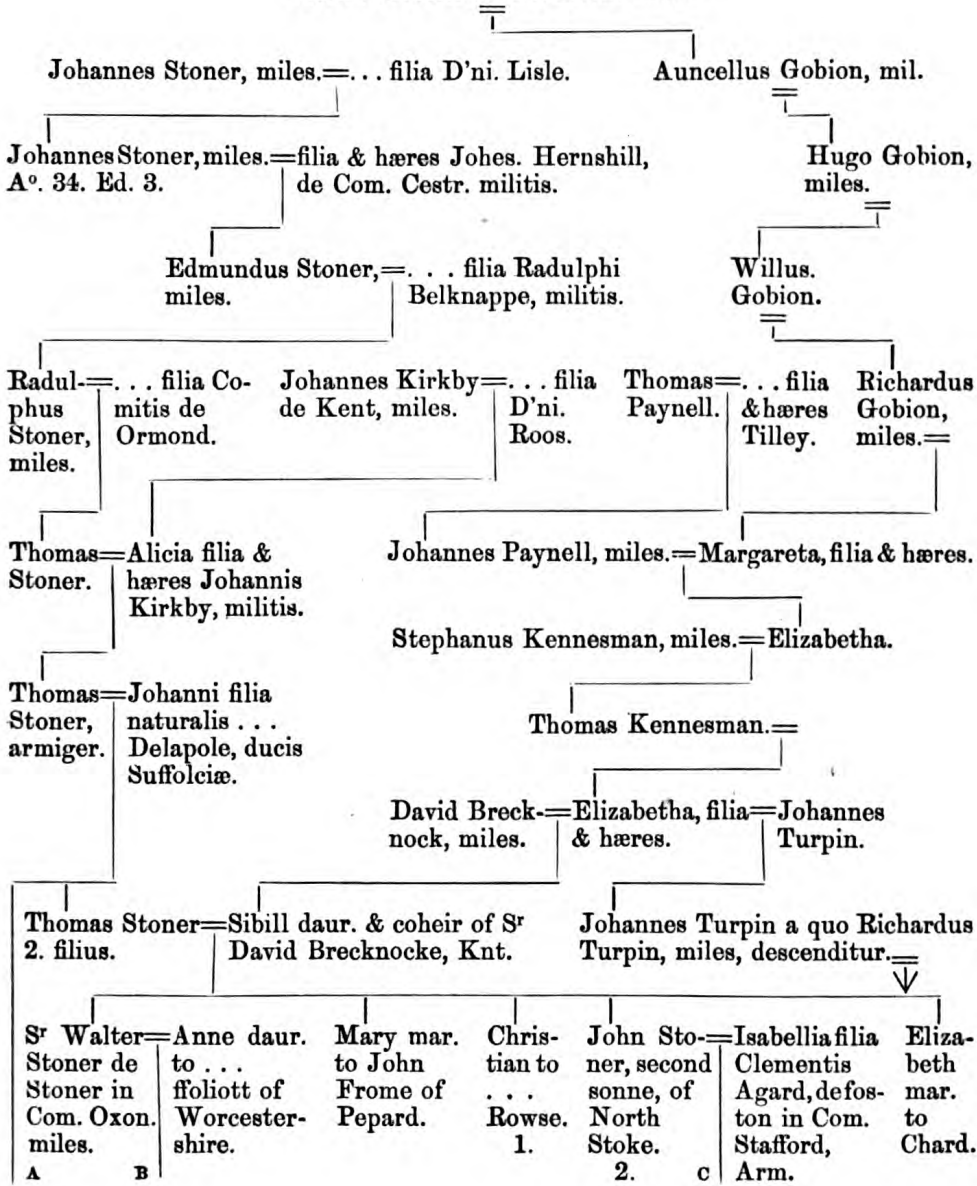 Johannes Stoner, miles.=. . . filia D'ni. Lisle.
Auncellus Gobion, mil.
Johannes Stoner, miles.=filia & hæres Johes. Hernshill,
Aº. 34. Ed. 3.
de Com. Cestr. militis.
Hugo Gobion,
miles.
Edmundus Stoner,=. . . filia Radulphi
miles.
Belknappe, militis.
Willus.
Gobion.
Radul-=. . . filia Co-
phus
Stoner,
miles.
mitis de
Ormond.
Johannes Kirkby=. . . filia
de Kent, miles.
D'ni.
Roos.
Thomas=. . . filia
Paynell.
& hæres
Tilley.
Richardus
Gobion,
miles.=
Thomas=Alicia filia &
Stoner.
hæres Johannis
Kirkby, militis.
Johannes Paynell, miles.=Margareta, filia & hæres.
Stephanus Kennesman, miles.=Elizabetha.
Thomas=Johanni filia
Stoner,
armiger.
naturalis . . .
Delapole, ducis
Suffolciæ.
Thomas Kennesman.=
David Breck-=Elizabetha, filia=Johannes
nock, miles.
& hæres.
Turpin.
Thomas Stoner=Sibill daur. & coheir of Sr
2. filius.
David Brecknocke, Knt.
Johannes Turpin a quo Richardus
Turpin, miles, descenditur.=
Sr Walter=Anne daur.
Stoner de
Stoner in
Com. Oxon.
miles.
A B
to . . .
ffoliott of
Worcester-
shire.
Mary mar.
to John
Frome of
Pepard.
Chris-
tian to
. . .
Rowse.
1.
John Sto-=Isabellia filia
ner, second
sonne, of
North
Stoke.
2. C
Clementis
Agard, de fos-
ton in Com.
Stafford,
Arm.
Eliza-
beth
mar.
to
Chard.